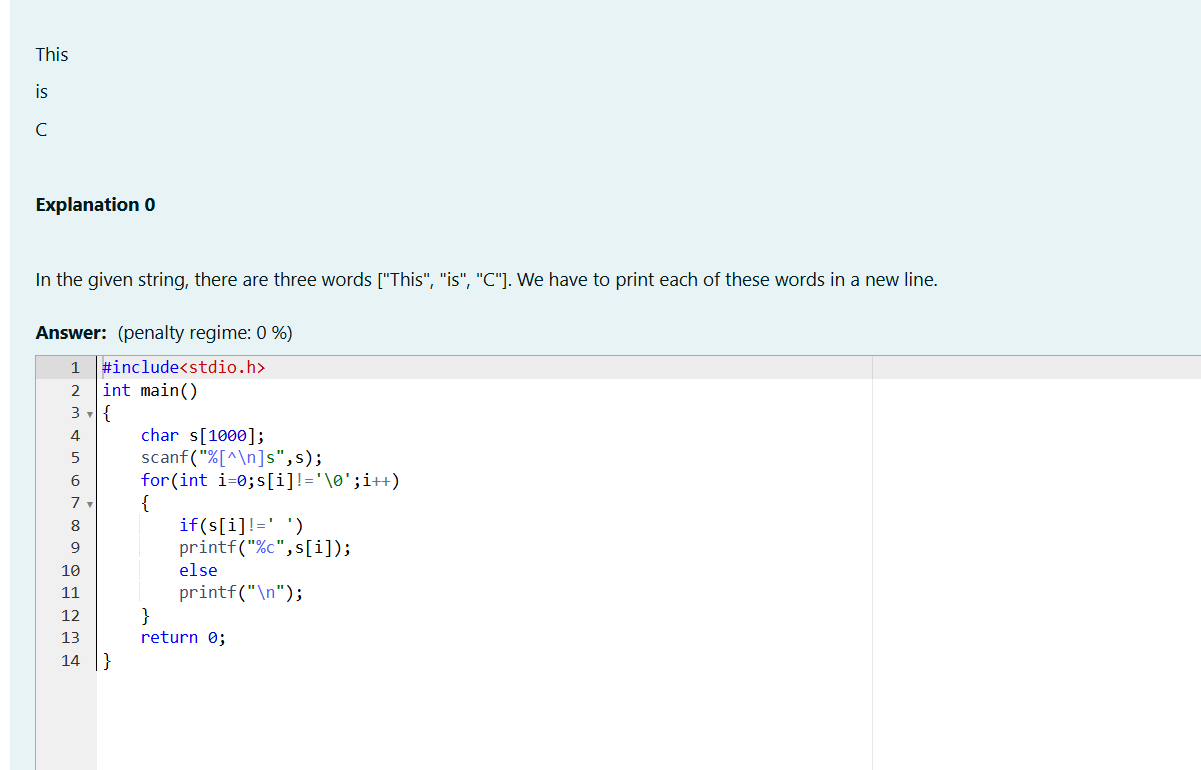 This
is
C
Explanation 0
In the given string, there are three words ["This", "is", "C"]. We have to print each of these words in a new line.
Answer: (penalty regime: 0 %)
1 #include<stdio.h>
2 int main()
3 {
4     char s[1000];
5     scanf("%[^\n]s",s);
6     for(int i=0;s[i]!='\0';i++)
7     {
8         if(s[i]!=' ')
9         printf("%c",s[i]);
10         else
11         printf("\n");
12     }
13     return 0;
14 }